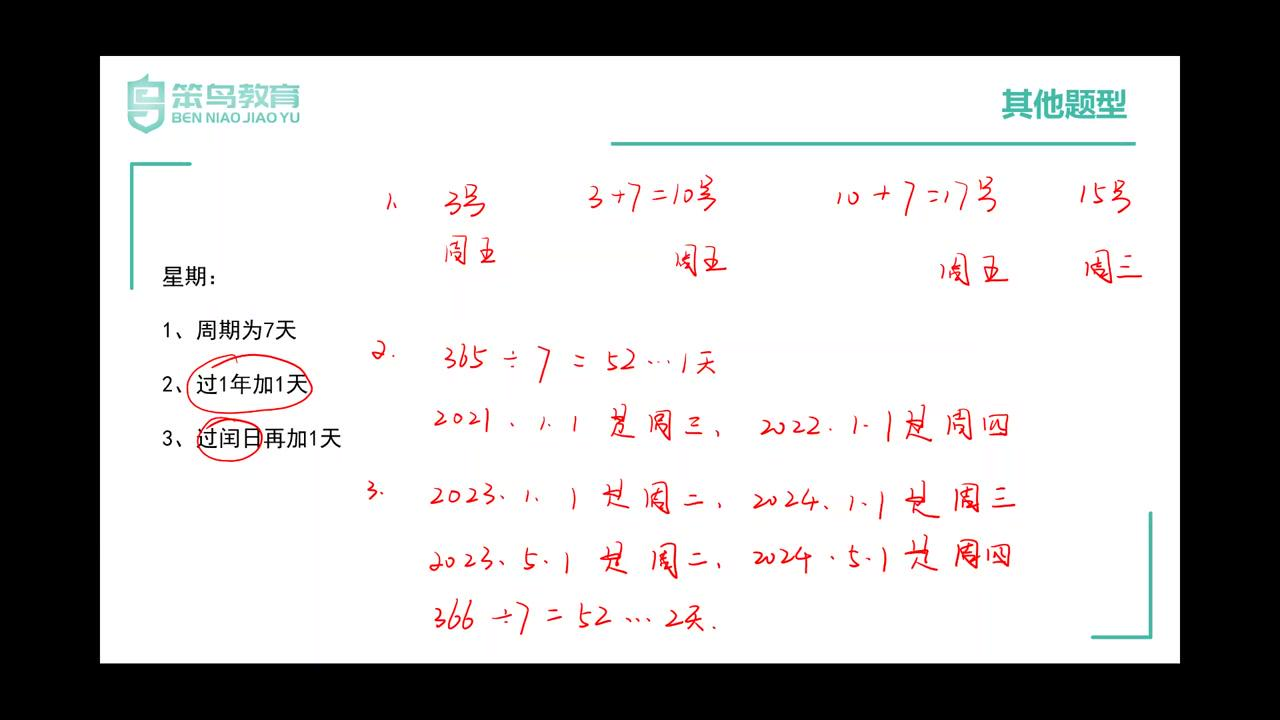 笨鸟教育
BEN NIAO JIAO YU
其他题型
星期：
1、周期为7天
2、过1年加1天
3、过闰日再加1天
1. 3号 3+7=10号 10+7=17号 15号
周五 周五 周五 周三
2. 365÷7=52…1天
2021.1.1是周三，2022.1.1是周四
3. 2023.1.1是周二，2024.1.1是周三
2023.5.1是周二，2024.5.1是周四
366÷7=52…2天.